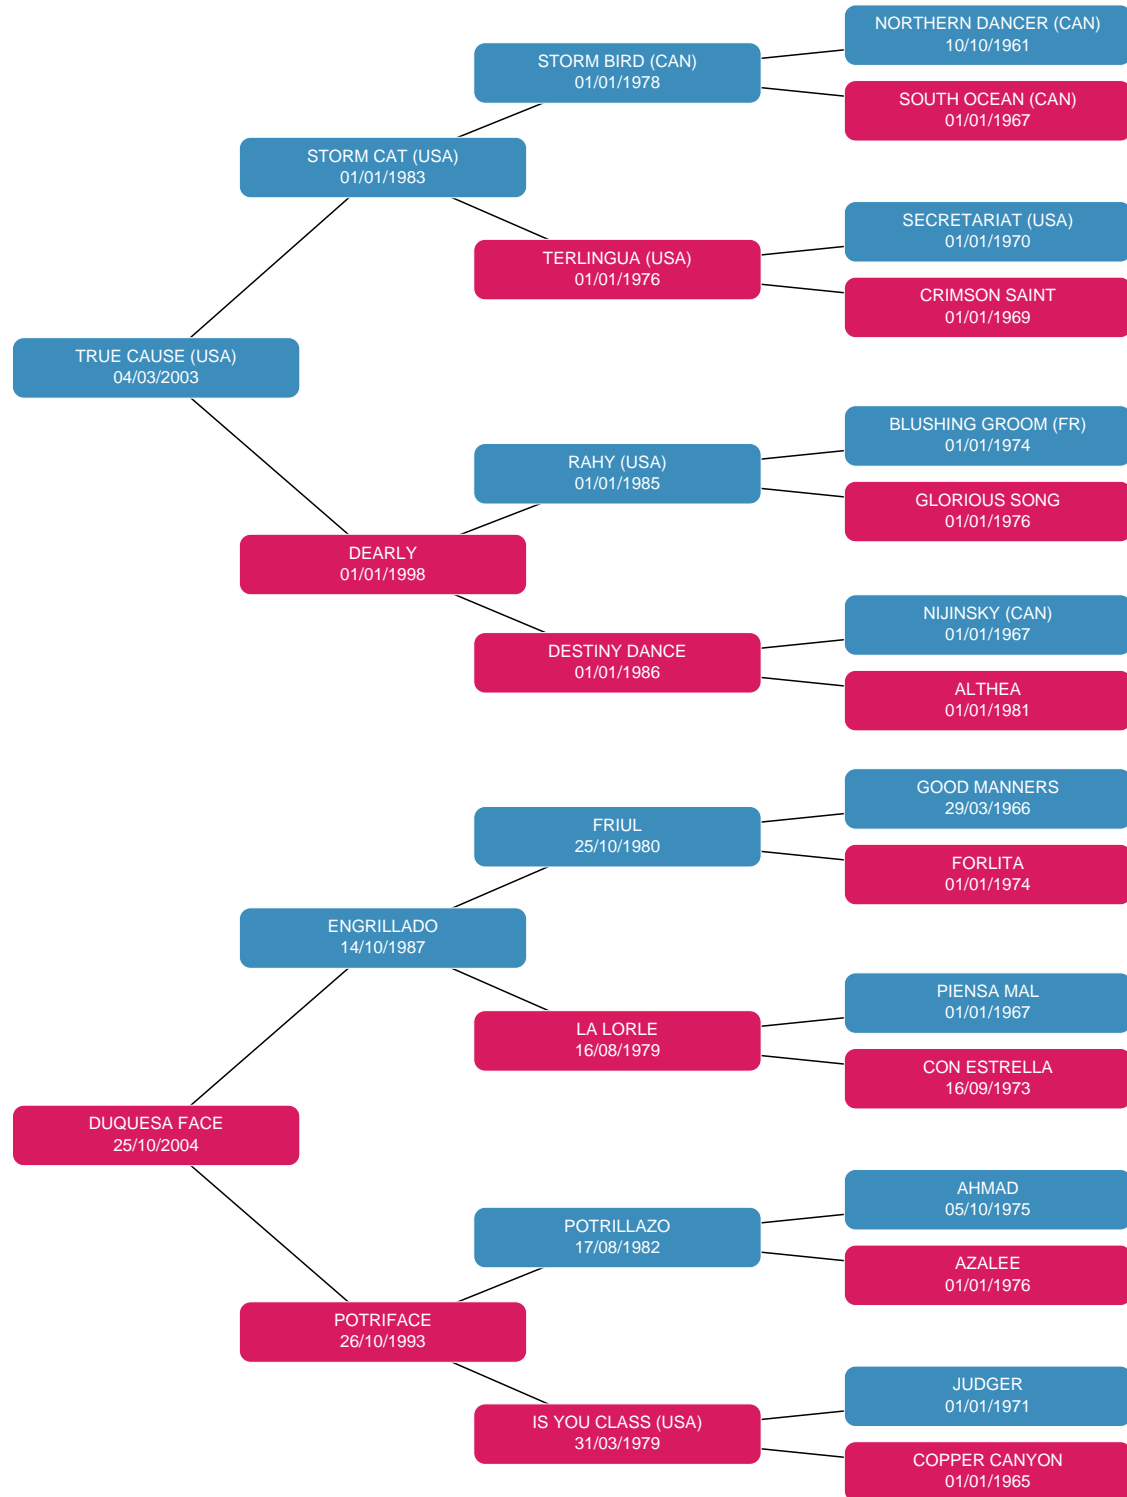 NORTHERN DANCER (CAN)
10/10/1961
STORM BIRD (CAN)
01/01/1978
SOUTH OCEAN (CAN)
01/01/1967
STORM CAT (USA)
01/01/1983
SECRETARIAT (USA)
01/01/1970
TERLINGUA (USA)
01/01/1976
CRIMSON SAINT
01/01/1969
TRUE CAUSE (USA)
04/03/2003
BLUSHING GROOM (FR)
01/01/1974
RAHY (USA)
01/01/1985
GLORIOUS SONG
01/01/1976
DEARLY
01/01/1998
NIJINSKY (CAN)
01/01/1967
DESTINY DANCE
01/01/1986
ALTHEA
01/01/1981
GOOD MANNERS
29/03/1966
FRIUL
25/10/1980
FORLITA
01/01/1974
ENGRILLADO
14/10/1987
PIENSA MAL
01/01/1967
LA LORLE
16/08/1979
CON ESTRELLA
16/09/1973
DUQUESA FACE
25/10/2004
AHMAD
05/10/1975
POTRILLAZO
17/08/1982
AZALEE
01/01/1976
POTRIFACE
26/10/1993
JUDGER
01/01/1971
IS YOU CLASS (USA)
31/03/1979
COPPER CANYON
01/01/1965